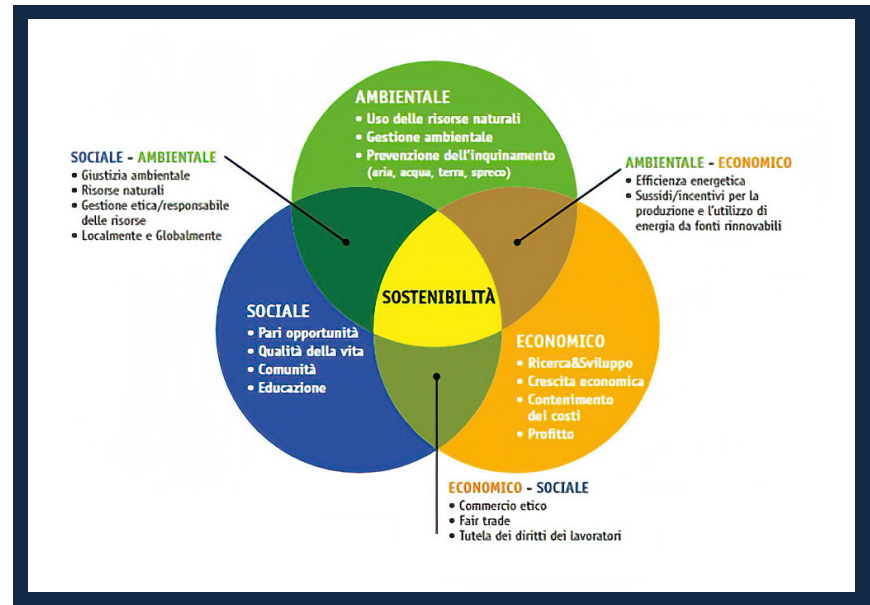 AMBIENTALE
• Uso delle risorse naturali
• Gestione ambientale
• Prevenzione dell'inquinamento
(aria, acqua, terra, spreco)
SOCIALE - AMBIENTALE
• Giustizia ambientale
• Risorse naturali
• Gestione etica/responsabile
delle risorse
• Localmente e Globalmente
AMBIENTALE - ECONOMICO
• Efficienza energetica
• Sussidi/incentivi per la
produzione e l'utilizzo di
energia da fonti rinnovabili
SOSTENIBILITÀ
SOCIALE
• Pari opportunità
• Qualità della vita
• Comunità
• Educazione
ECONOMICO
• Ricerca&Sviluppo
• Crescita economica
• Contenimento
dei costi
• Profitto
ECONOMICO - SOCIALE
• Commercio etico
• Fair trade
• Tutela dei diritti dei lavoratori